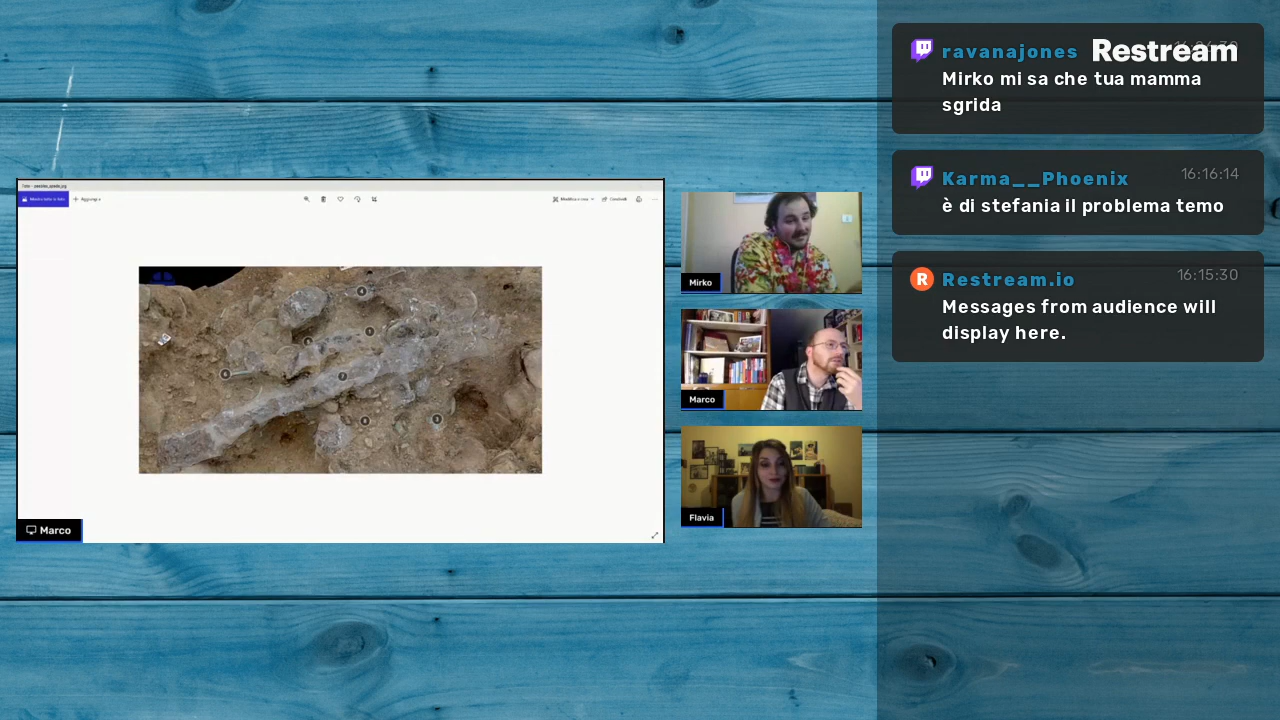 ravanajones
Restream
Mirko mi sa che tua mamma
sgrida
Karma__Phoenix 16:16:14
è di stefania il problema temo
Restream.io 16:15:30
Messages from audience will
display here.
Mirko
Marco
Flavia
Marco